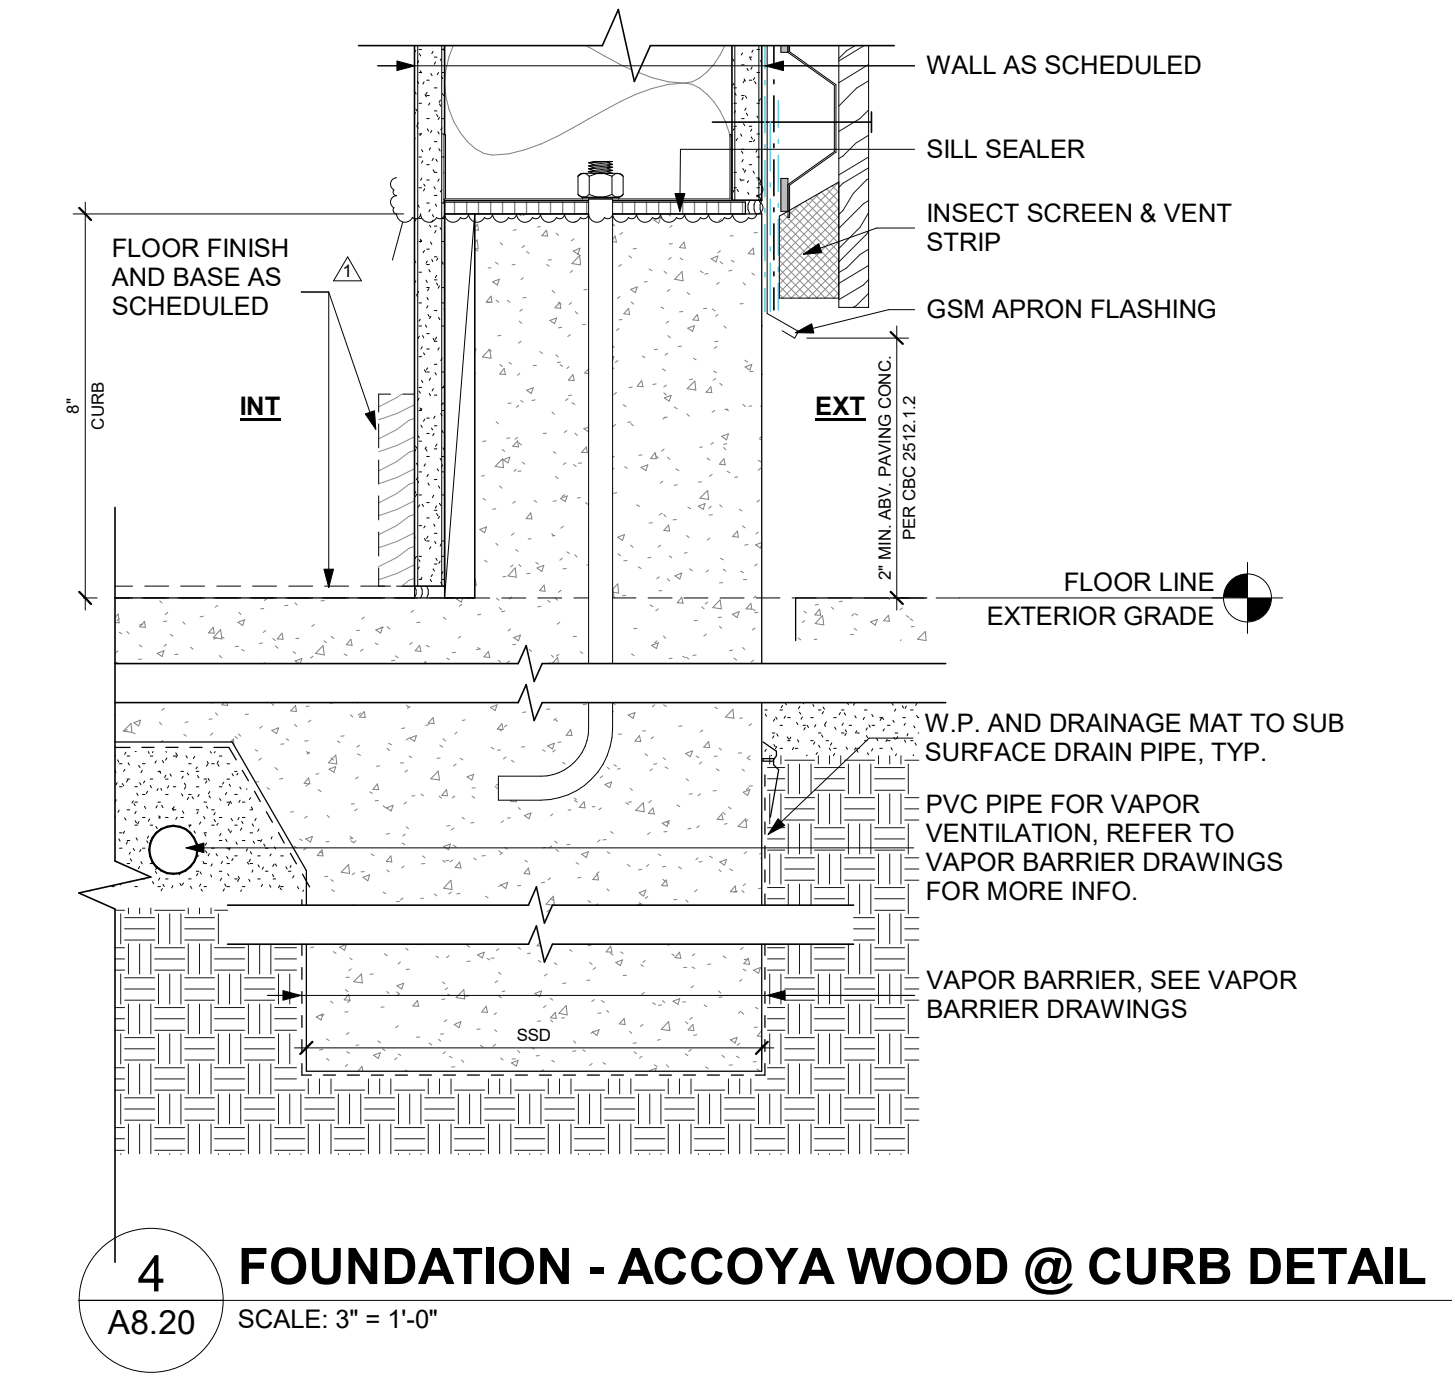 WALL AS SCHEDULED
SILL SEALER
INSECT SCREEN & VENT
STRIP
GSM APRON FLASHING
FLOOR FINISH
AND BASE AS
SCHEDULED
1
8"
CURB
INT
EXT
2" MIN. ABV. PAVING CONC.
PER CBC 2512.1.2
FLOOR LINE
EXTERIOR GRADE
W.P. AND DRAINAGE MAT TO SUB
SURFACE DRAIN PIPE, TYP.
PVC PIPE FOR VAPOR
VENTILATION, REFER TO
VAPOR BARRIER DRAWINGS
FOR MORE INFO.
VAPOR BARRIER, SEE VAPOR
BARRIER DRAWINGS
SSD
4
A8.20
FOUNDATION - ACCOYA WOOD @ CURB DETAIL
SCALE: 3" = 1'-0"